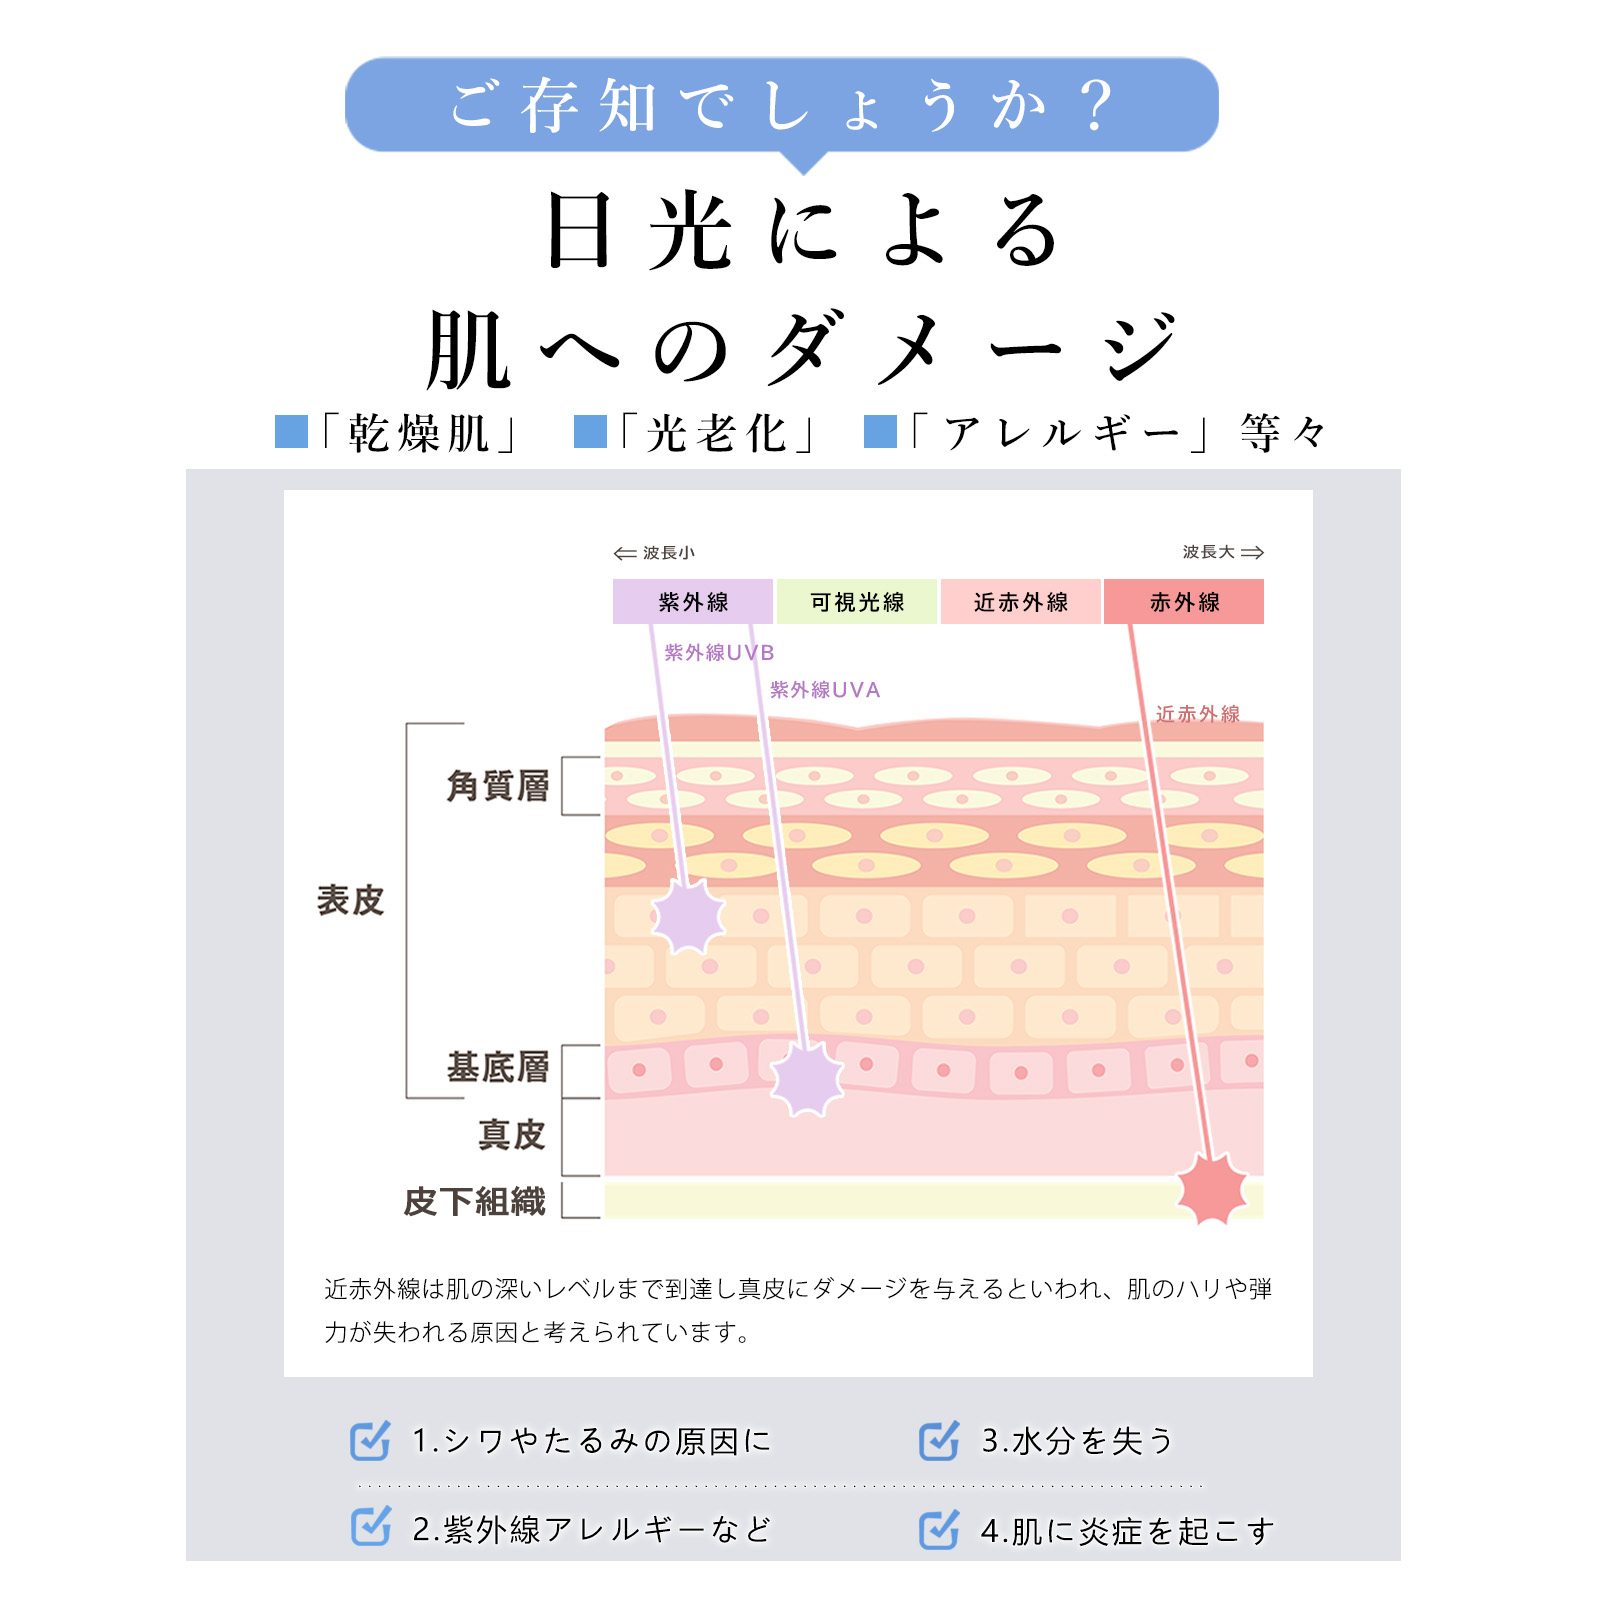 ご存知でしょうか？
日光による
肌へのダメージ
■「乾燥肌」 ■「光老化」 ■「アレルギー」等々
⇐ 波長小 波長大 ⇒
紫外線 可視光線 近赤外線 赤外線
紫外線UVB
紫外線UVA
近赤外線
角質層
表皮
基底層
真皮
皮下組織
近赤外線は肌の深いレベルまで到達し真皮にダメージを与えるといわれ、肌のハリや弾
力が失われる原因と考えられています。
1.シワやたるみの原因に
3.水分を失う
2.紫外線アレルギーなど
4.肌に炎症を起こす